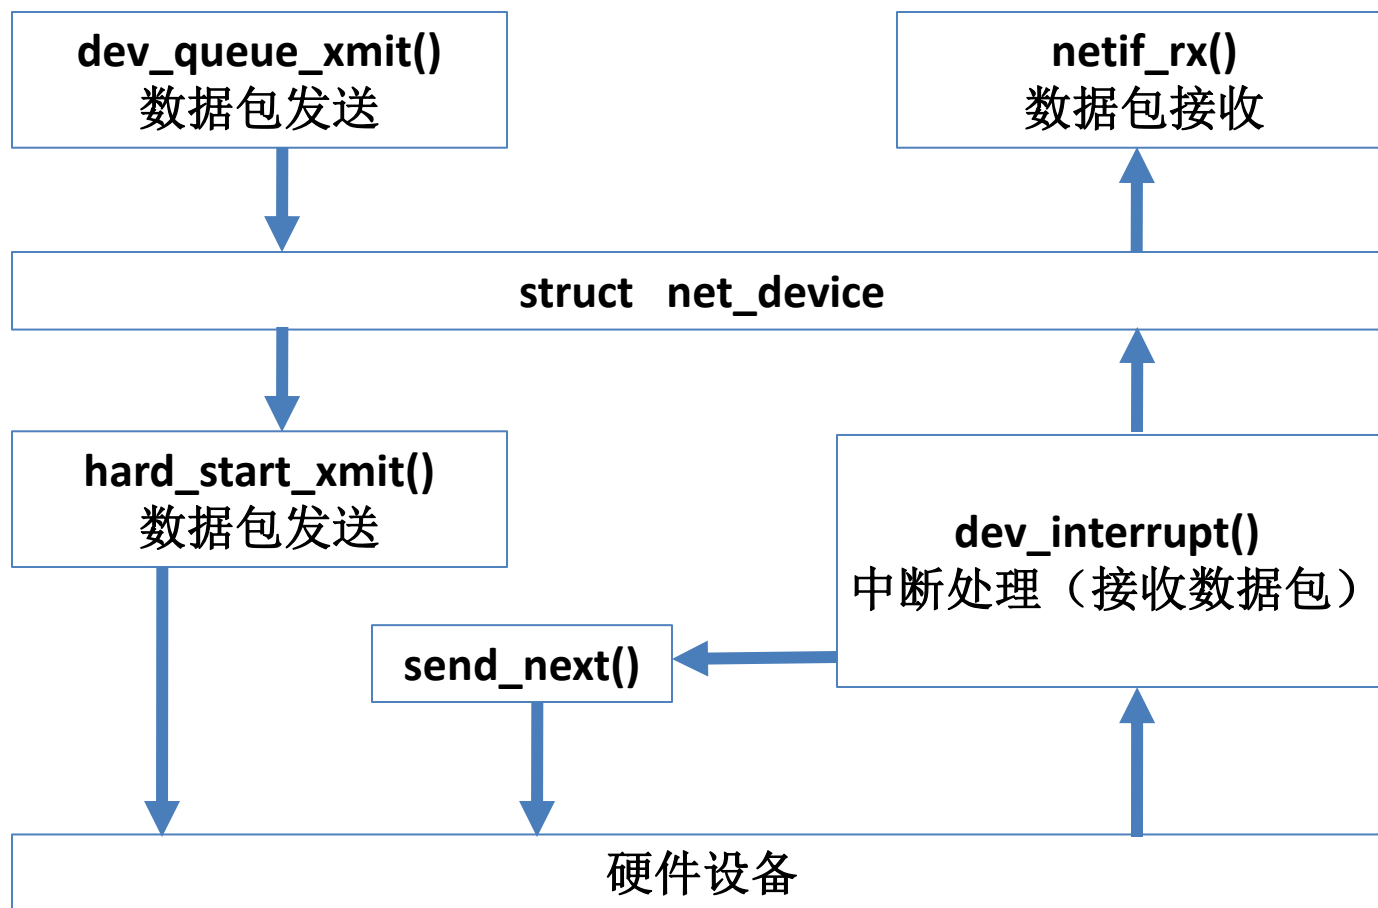 dev_queue_xmit()
数据包发送
netif_rx()
数据包接收
struct net_device
hard_start_xmit()
数据包发送
dev_interrupt()
中断处理（接收数据包）
send_next()
硬件设备